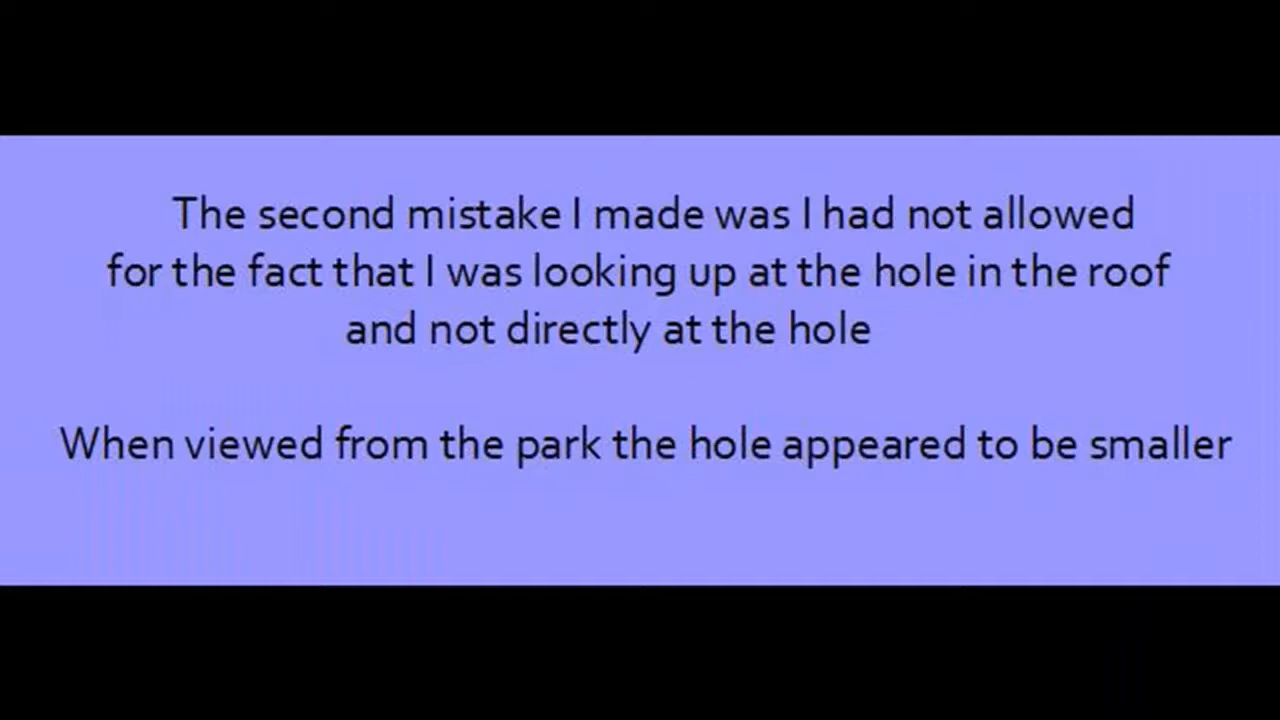 The second mistake I made was I had not allowed
for the fact that I was looking up at the hole in the roof
and not directly at the hole
When viewed from the park the hole appeared to be smaller